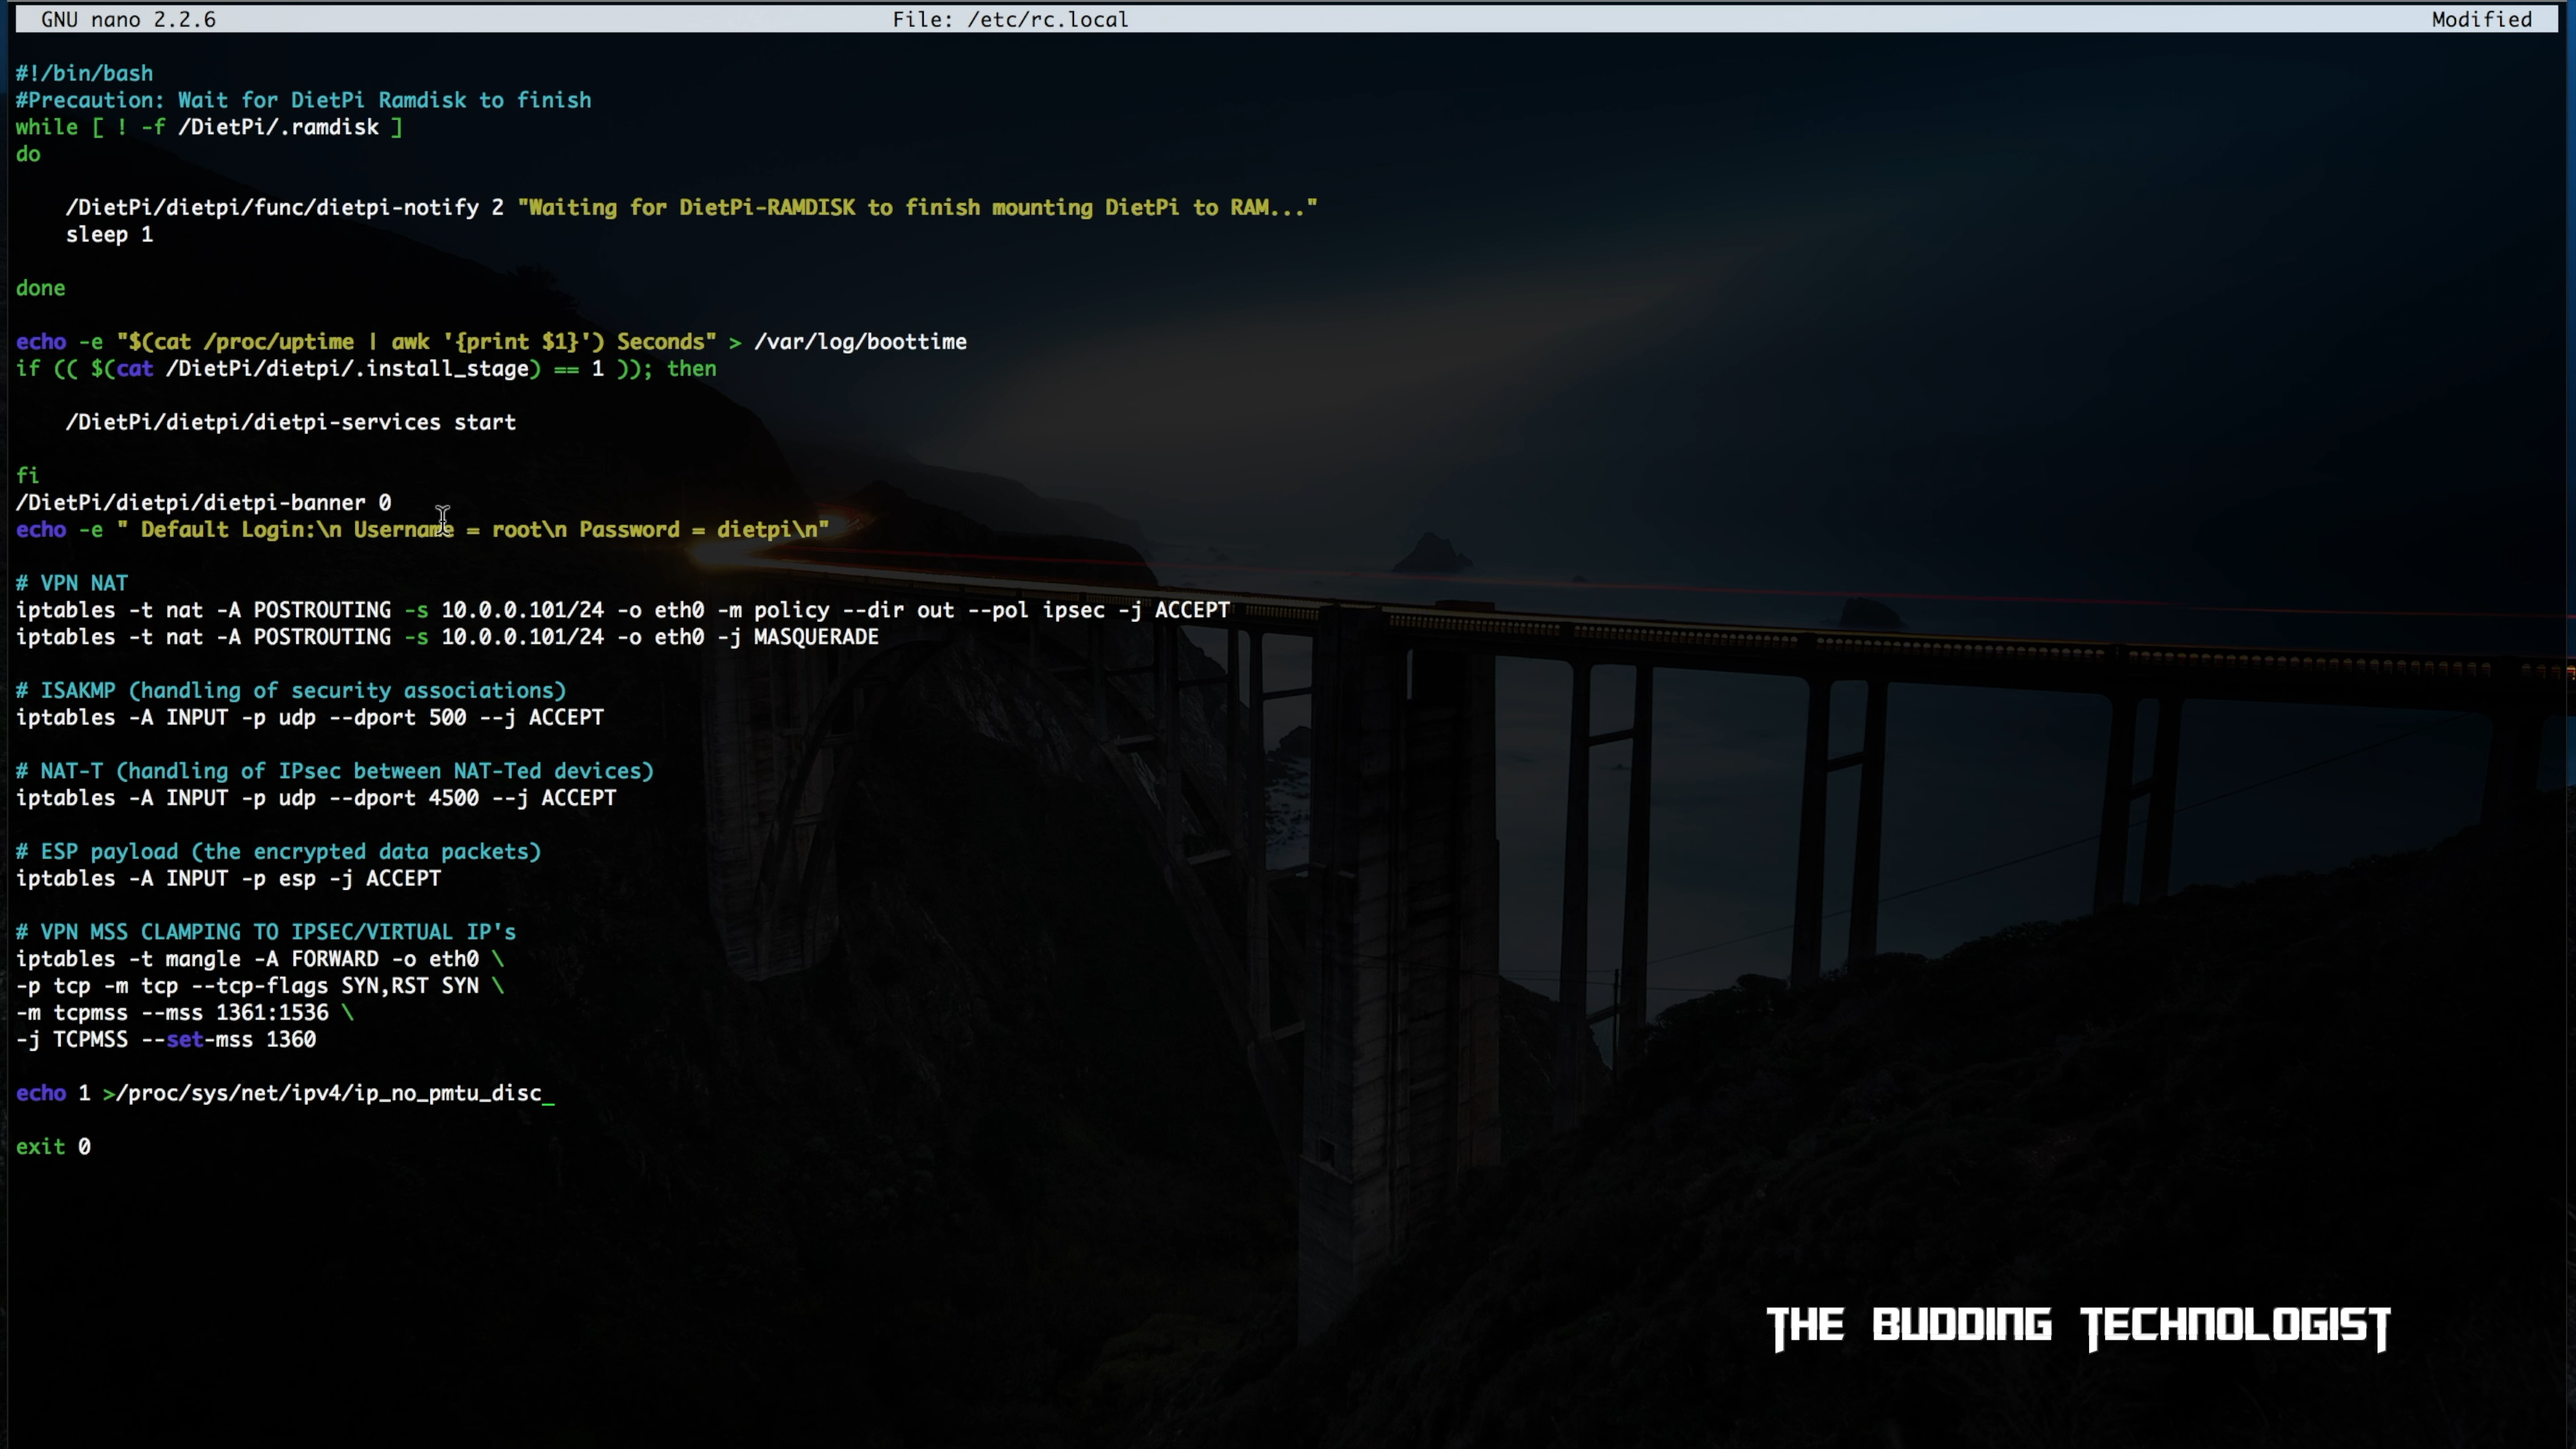 GNU nano 2.2.6 File: /etc/rc.local Modified
#!/bin/bash
#Precaution: Wait for DietPi Ramdisk to finish
while [ ! -f /DietPi/.ramdisk ]
do
/DietPi/dietpi/func/dietpi-notify 2 "Waiting for DietPi-RAMDISK to finish mounting DietPi to RAM..."
sleep 1
done
echo -e "$(cat /proc/uptime | awk '{print $1}') Seconds" > /var/log/boottime
if (( $(cat /DietPi/dietpi/.install_stage) == 1 )); then
/DietPi/dietpi/dietpi-services start
fi
/DietPi/dietpi/dietpi-banner 0
echo -e " Default Login:\n Username = root\n Password = dietpi\n"
# VPN NAT
iptables -t nat -A POSTROUTING -s 10.0.0.101/24 -o eth0 -m policy --dir out --pol ipsec -j ACCEPT
iptables -t nat -A POSTROUTING -s 10.0.0.101/24 -o eth0 -j MASQUERADE
# ISAKMP (handling of security associations)
iptables -A INPUT -p udp --dport 500 --j ACCEPT
# NAT-T (handling of IPsec between NAT-Ted devices)
iptables -A INPUT -p udp --dport 4500 --j ACCEPT
# ESP payload (the encrypted data packets)
iptables -A INPUT -p esp -j ACCEPT
# VPN MSS CLAMPING TO IPSEC/VIRTUAL IP's
iptables -t mangle -A FORWARD -o eth0 \
-p tcp -m tcp --tcp-flags SYN,RST SYN \
-m tcpmss --mss 1361:1536 \
-j TCPMSS --set-mss 1360
echo 1 >/proc/sys/net/ipv4/ip_no_pmtu_disc
exit 0
THE BUDDING TECHNOLOGIST